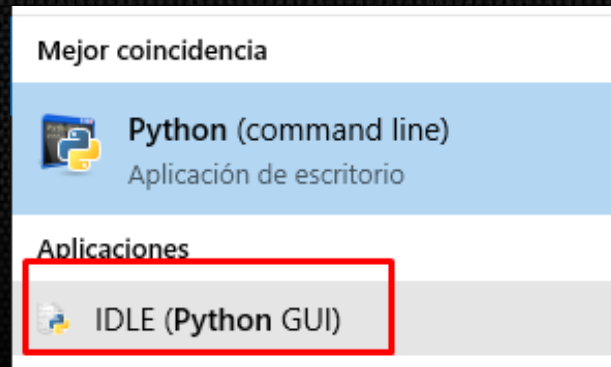 Mejor coincidencia
Python (command line)
Aplicación de escritorio
Aplicaciones
IDLE (Python GUI)